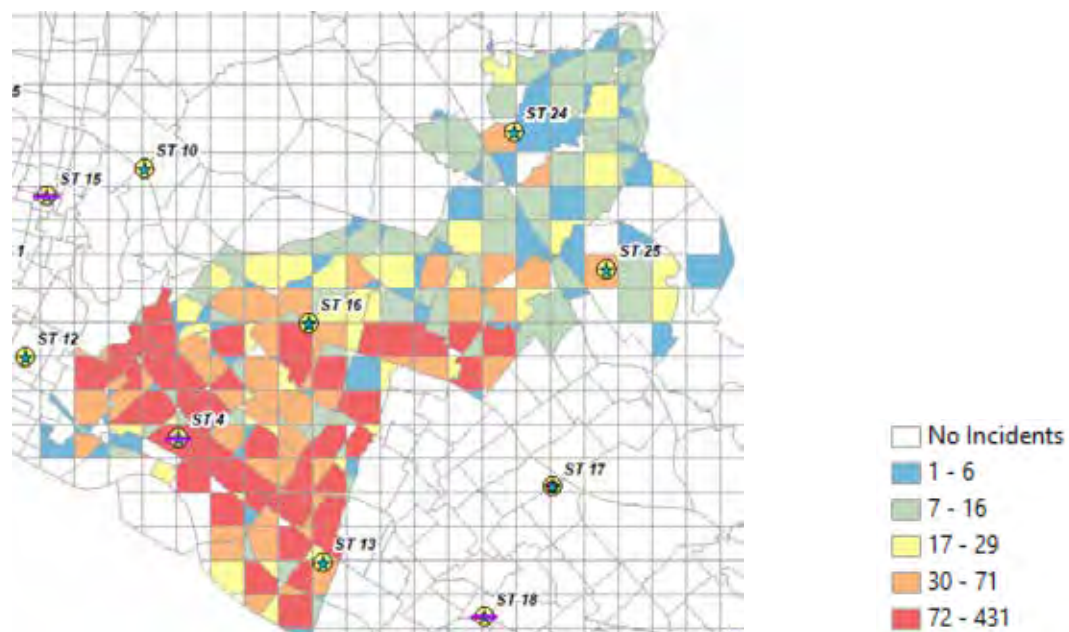 5
ST 24
ST 10
ST 15
1
ST 25
ST 16
ST 12
ST 4
ST 17
ST 13
ST 18
No Incidents
1 - 6
7 - 16
17 - 29
30 - 71
72 - 431